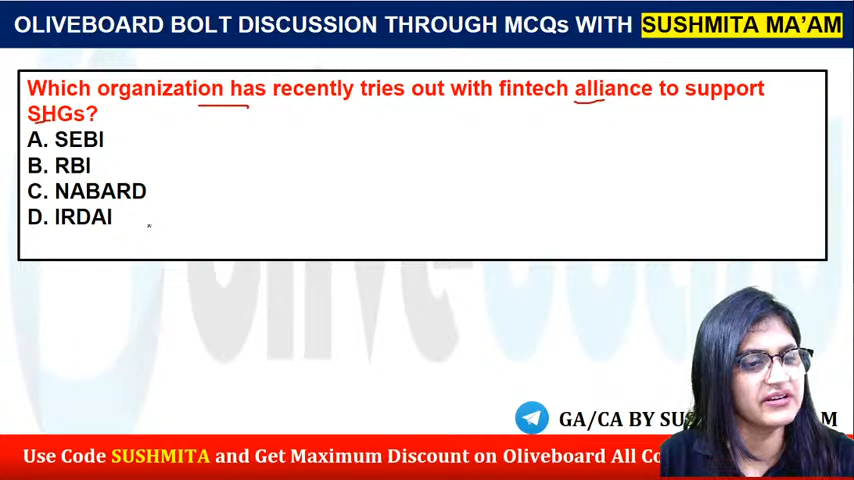 OLIVEBOARD BOLT DISCUSSION THROUGH MCQs WITH SUSHMITA MA'AM
Which organization has recently tries out with fintech alliance to support
SHGs?
A. SEBI
B. RBI
C. NABARD
D. IRDAI
GA/CA BY
Use Code SUSHMITA and Get Maximum Discount on Oliveboard All